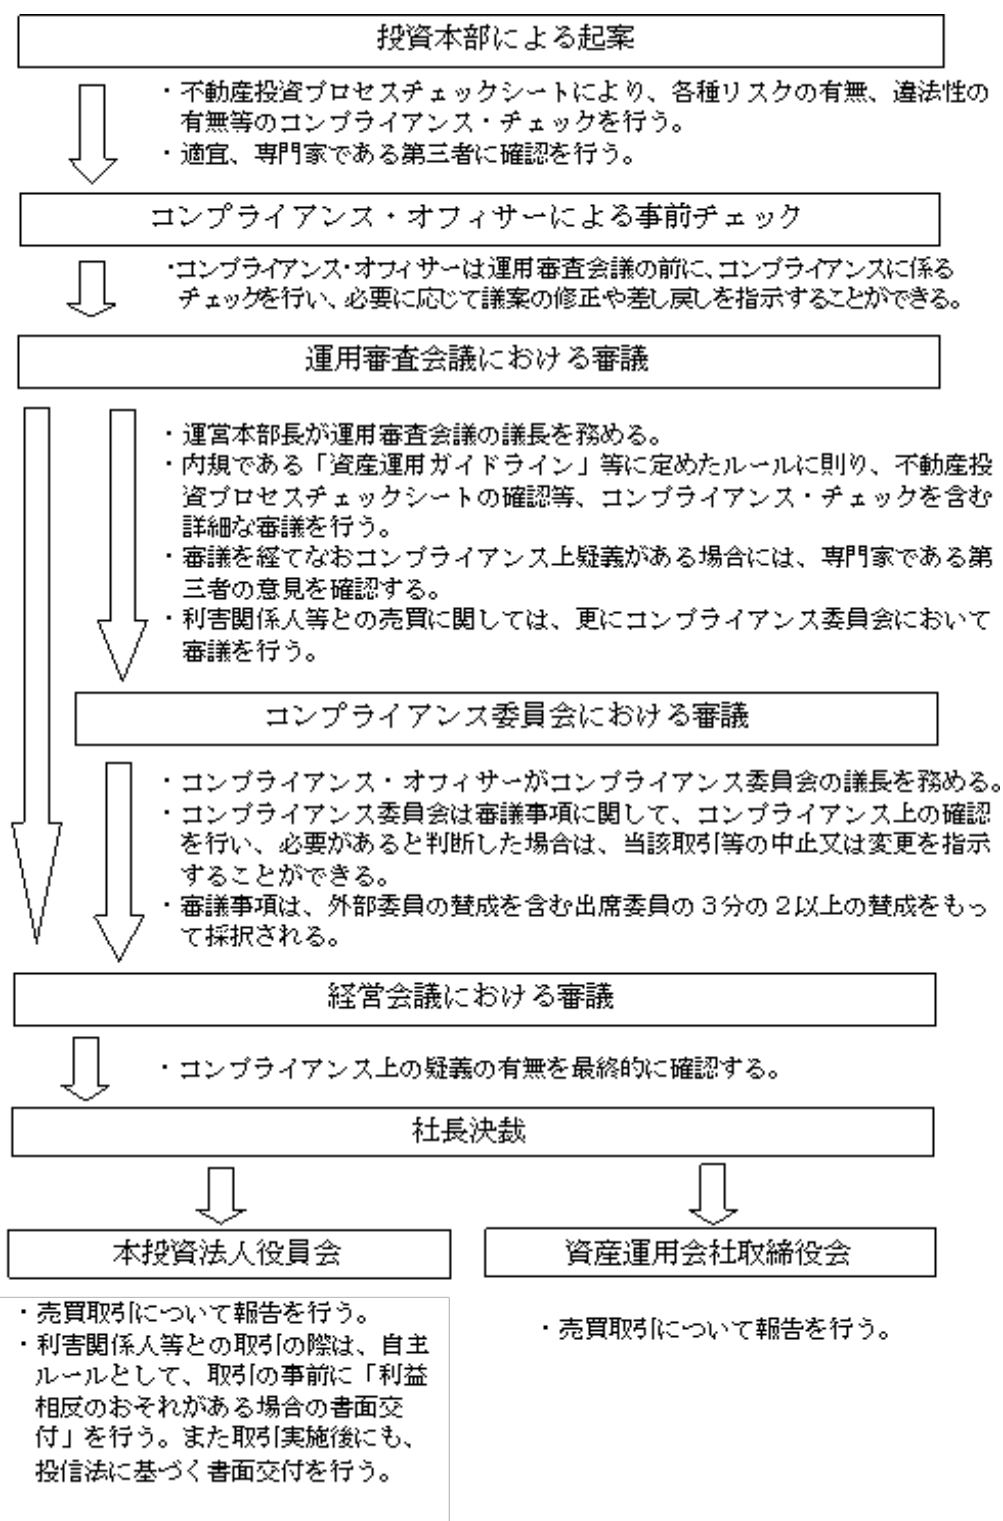 投資本部による起案
・不動産投資プロセスチェックシートにより、各種リスクの有無、違法性の
有無等のコンプライアンス・チェックを行う。
・適宜、専門家である第三者に確認を行う。
コンプライアンス・オフィサーによる事前チェック
・コンプライアンス・オフィサーは運用審査会議の前に、コンプライアンスに係る
チェックを行い、必要に応じて議案の修正や差し戻しを指示することができる。
運用審査会議における審議
・運営本部長が運用審査会議の議長を務める。
・内規である「資産運用ガイドライン」等に定めたルールに則り、不動産投
資プロセスチェックシートの確認等、コンプライアンス・チェックを含む
詳細な審議を行う。
・審議を経てなおコンプライアンス上疑義がある場合には、専門家である第
三者の意見を確認する。
・利害関係人等との売買に関しては、更にコンプライアンス委員会において
審議を行う。
コンプライアンス委員会における審議
・コンプライアンス・オフィサーがコンプライアンス委員会の議長を務める。
・コンプライアンス委員会は審議事項に関して、コンプライアンス上の確認
を行い、必要があると判断した場合は、当該取引等の中止又は変更を指示
することができる。
・審議事項は、外部委員の賛成を含む出席委員の3分の2以上の賛成をもっ
て採択される。
経営会議における審議
・コンプライアンス上の疑義の有無を最終的に確認する。
社長決裁
本投資法人役員会
資産運用会社取締役会
・売買取引について報告を行う。
・利害関係人等との取引の際は、自主
ルールとして、取引の事前に「利益
相反のおそれがある場合の書面交
付」を行う。また取引実施後にも、
投信法に基づく書面交付を行う。
・売買取引について報告を行う。